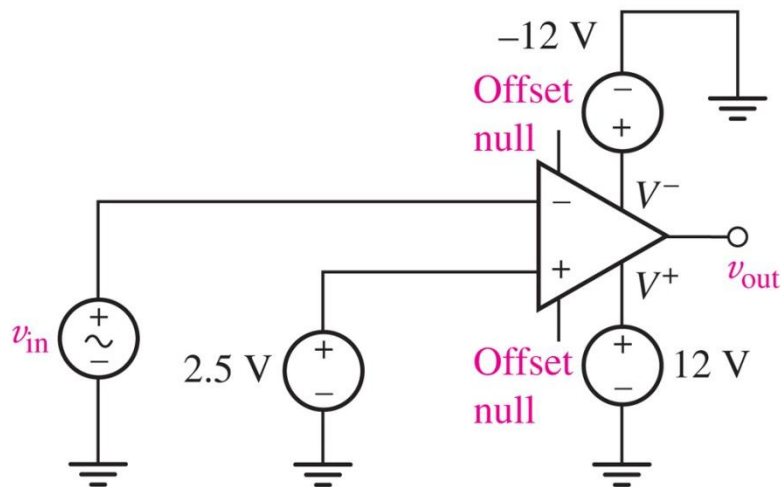 –12 V
Offset
null
–
+
V⁻
–
+
v_out
V⁺
v_in
+
–
2.5 V
+
–
Offset
null
+
–
12 V